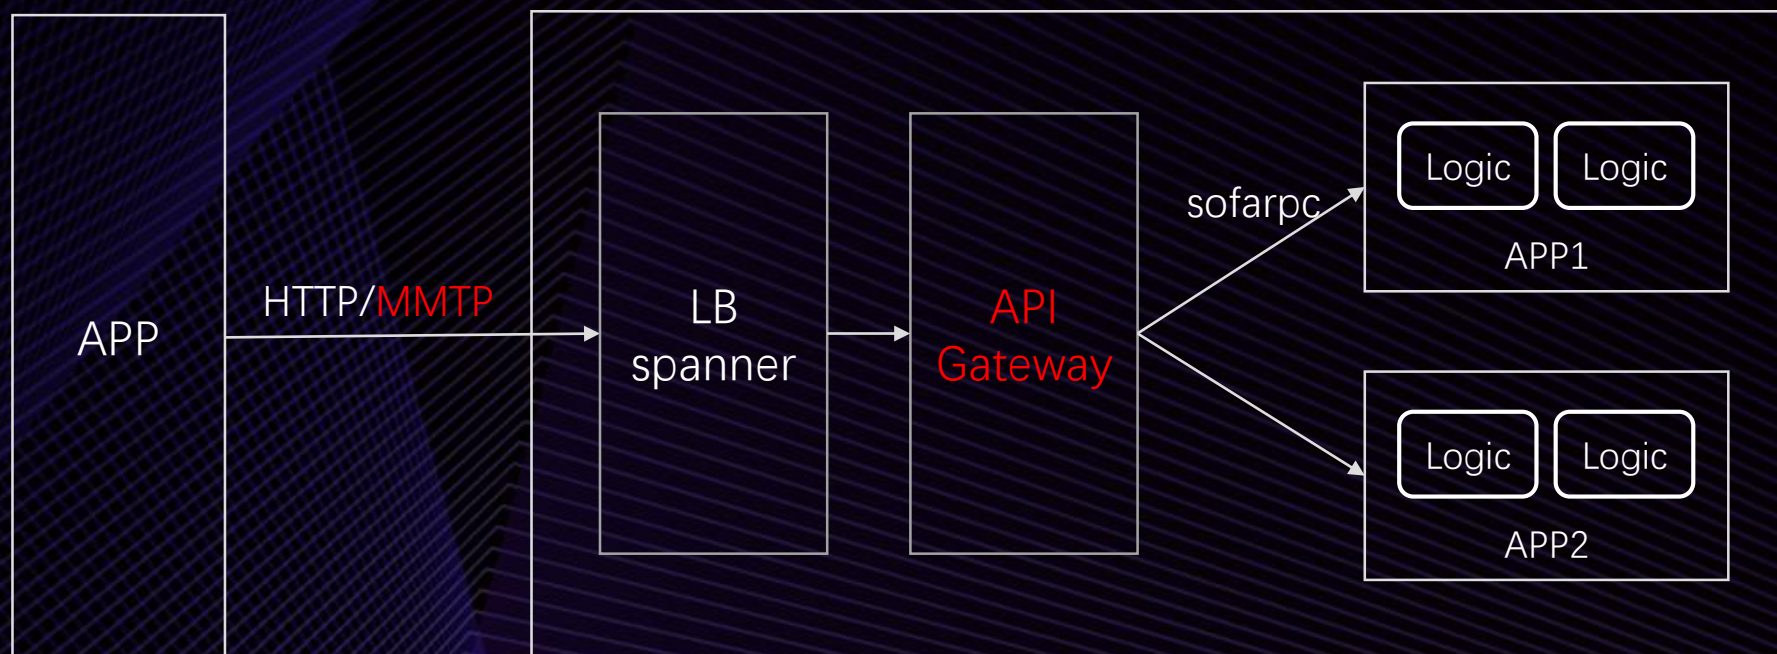 APP
HTTP/MMTP
LB
spanner
API
Gateway
sofarpc
Logic
Logic
APP1
Logic
Logic
APP2